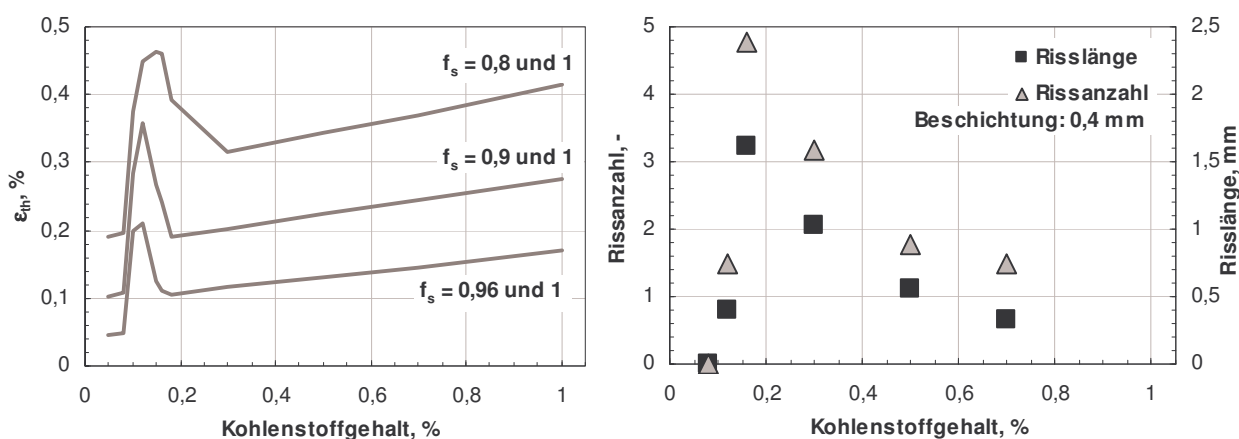 0,5
0,4
0,3
0,2
0,1
0
ε_th, %
f_s = 0,8 und 1
f_s = 0,9 und 1
f_s = 0,96 und 1
0 0,2 0,4 0,6 0,8 1
Kohlenstoffgehalt, %
5
4
3
2
1
0
Rissanzahl, -
Risslänge
Rissanzahl
Beschichtung: 0,4 mm
2,5
2
1,5
1
0,5
0
Risslänge, mm
0 0,2 0,4 0,6 0,8 1
Kohlenstoffgehalt, %